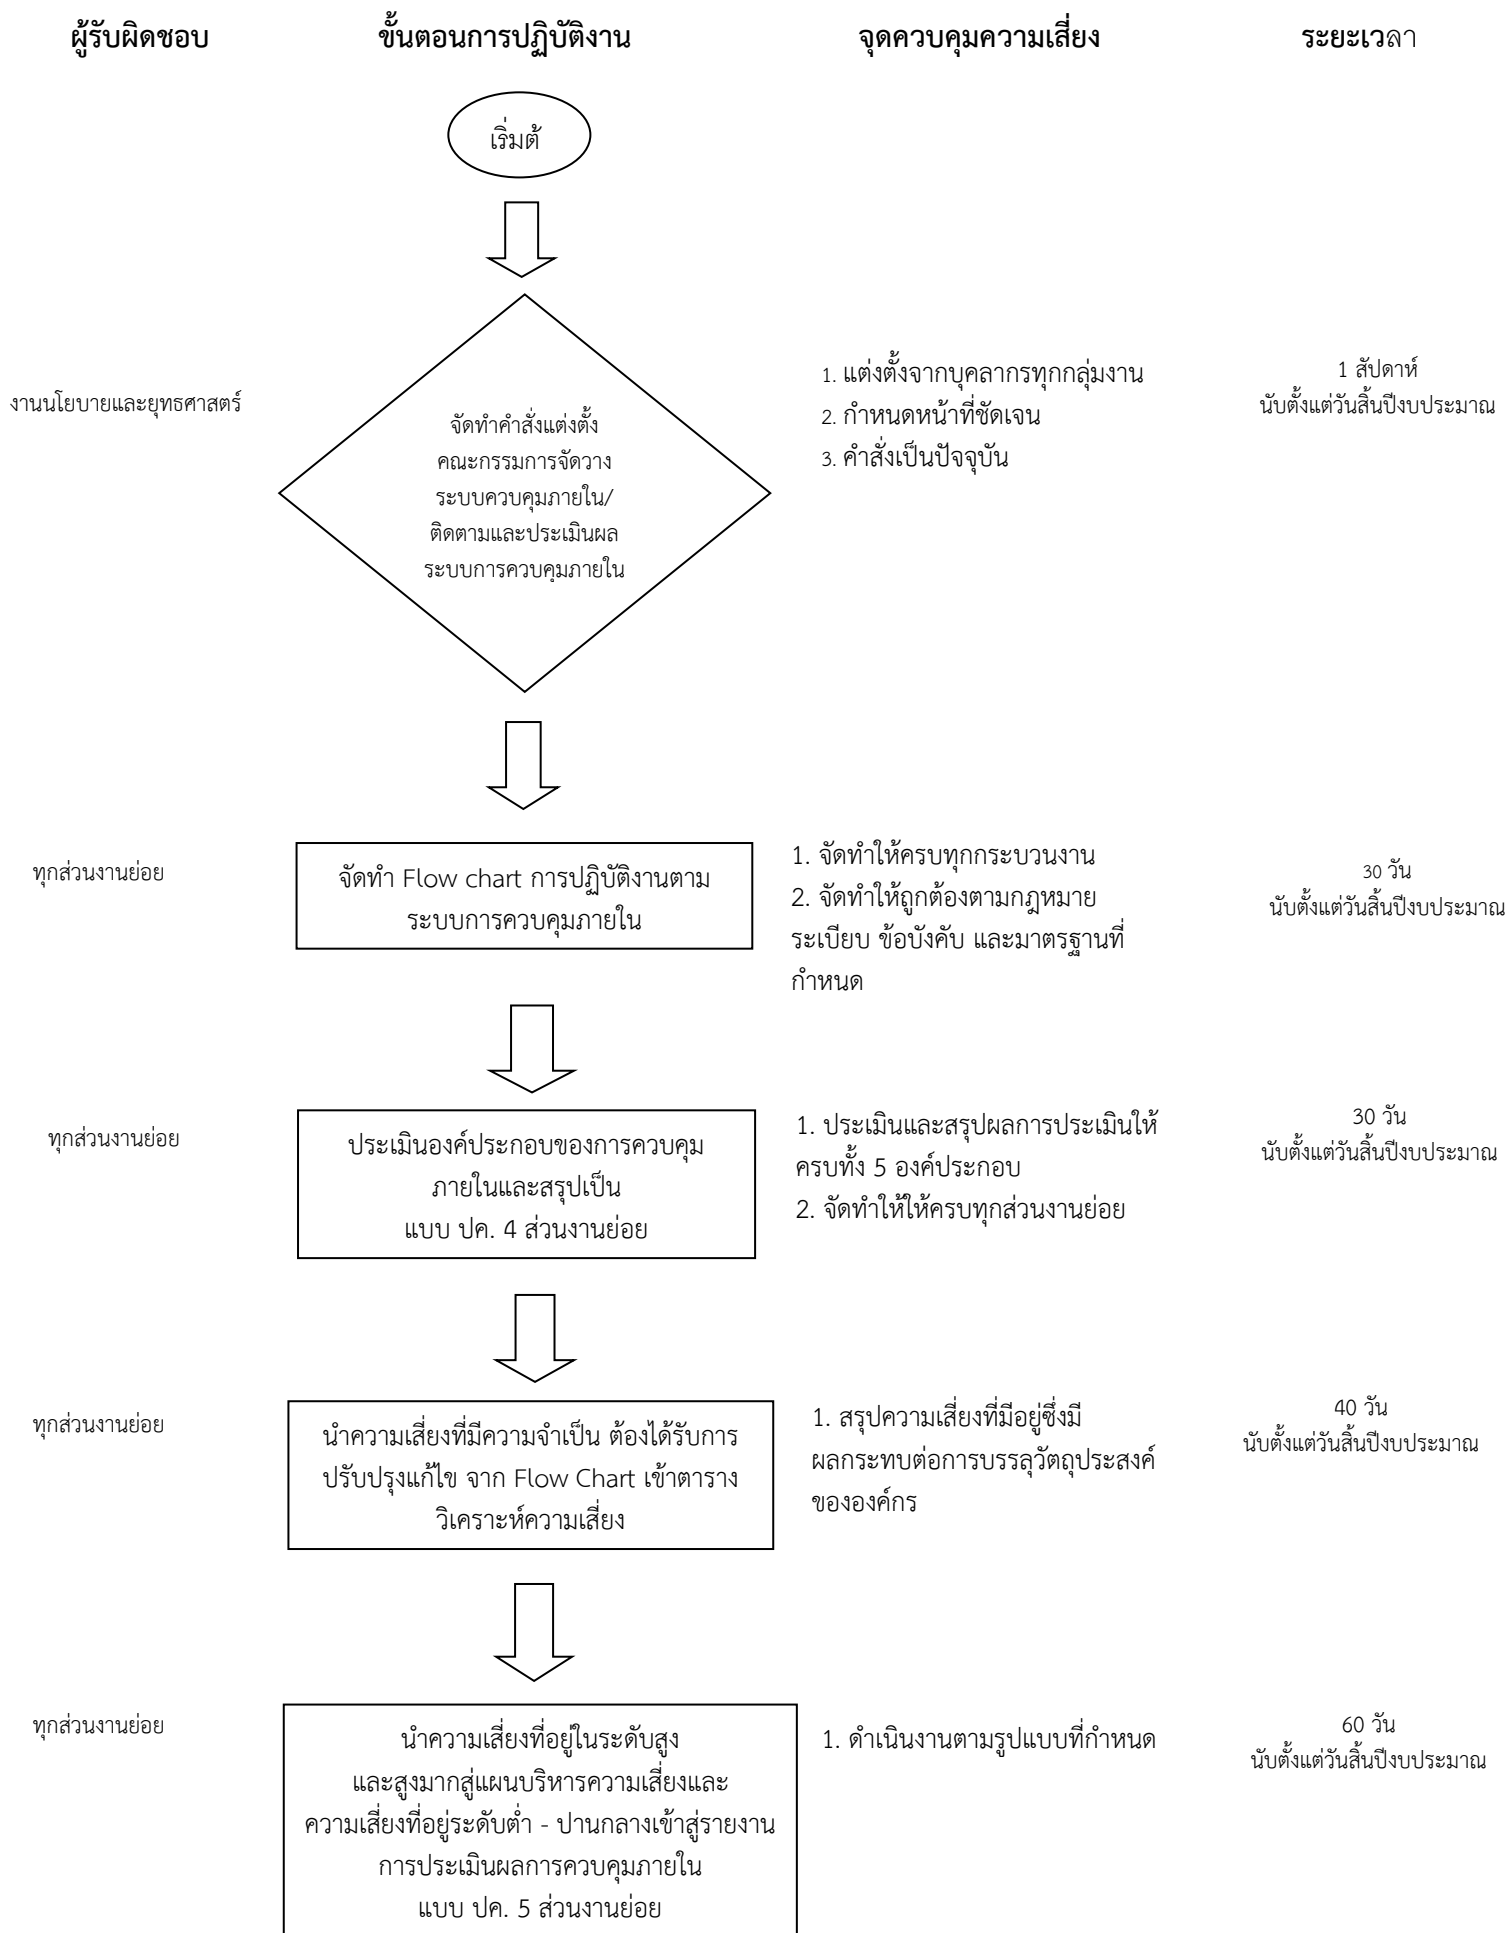 ผู้รับผิดชอบ
ขั้นตอนการปฏิบัติงาน
จุดควบคุมความเสี่ยง
ระยะเวลา
เริ่มต้
งานนโยบายและยุทธศาสตร์
จัดทำคำสั่งแต่งตั้ง
คณะกรรมการจัดวาง
ระบบควบคุมภายใน/
ติดตามและประเมินผล
ระบบการควบคุมภายใน
1. แต่งตั้งจากบุคลากรทุกกลุ่มงาน
2. กำหนดหน้าที่ชัดเจน
3. คำสั่งเป็นปัจจุบัน
1 สัปดาห์
นับตั้งแต่วันสิ้นปีงบประมาณ
ทุกส่วนงานย่อย
จัดทำ Flow chart การปฏิบัติงานตาม
ระบบการควบคุมภายใน
1. จัดทำให้ครบทุกกระบวนงาน
2. จัดทำให้ถูกต้องตามกฎหมาย
ระเบียบ ข้อบังคับ และมาตรฐานที่
กำหนด
30 วัน
นับตั้งแต่วันสิ้นปีงบประมาณ
ทุกส่วนงานย่อย
ประเมินองค์ประกอบของการควบคุม
ภายในและสรุปเป็น
แบบ ปค. 4 ส่วนงานย่อย
1. ประเมินและสรุปผลการประเมินให้
ครบทั้ง 5 องค์ประกอบ
2. จัดทำให้ให้ครบทุกส่วนงานย่อย
30 วัน
นับตั้งแต่วันสิ้นปีงบประมาณ
ทุกส่วนงานย่อย
นำความเสี่ยงที่มีความจำเป็น ต้องได้รับการ
ปรับปรุงแก้ไข จาก Flow Chart เข้าตาราง
วิเคราะห์ความเสี่ยง
1. สรุปความเสี่ยงที่มีอยู่ซึ่งมี
ผลกระทบต่อการบรรลุวัตถุประสงค์
ขององค์กร
40 วัน
นับตั้งแต่วันสิ้นปีงบประมาณ
ทุกส่วนงานย่อย
นำความเสี่ยงที่อยู่ในระดับสูง
และสูงมากสู่แผนบริหารความเสี่ยงและ
ความเสี่ยงที่อยู่ระดับต่ำ - ปานกลางเข้าสู่รายงาน
การประเมินผลการควบคุมภายใน
แบบ ปค. 5 ส่วนงานย่อย
1. ดำเนินงานตามรูปแบบที่กำหนด
60 วัน
นับตั้งแต่วันสิ้นปีงบประมาณ